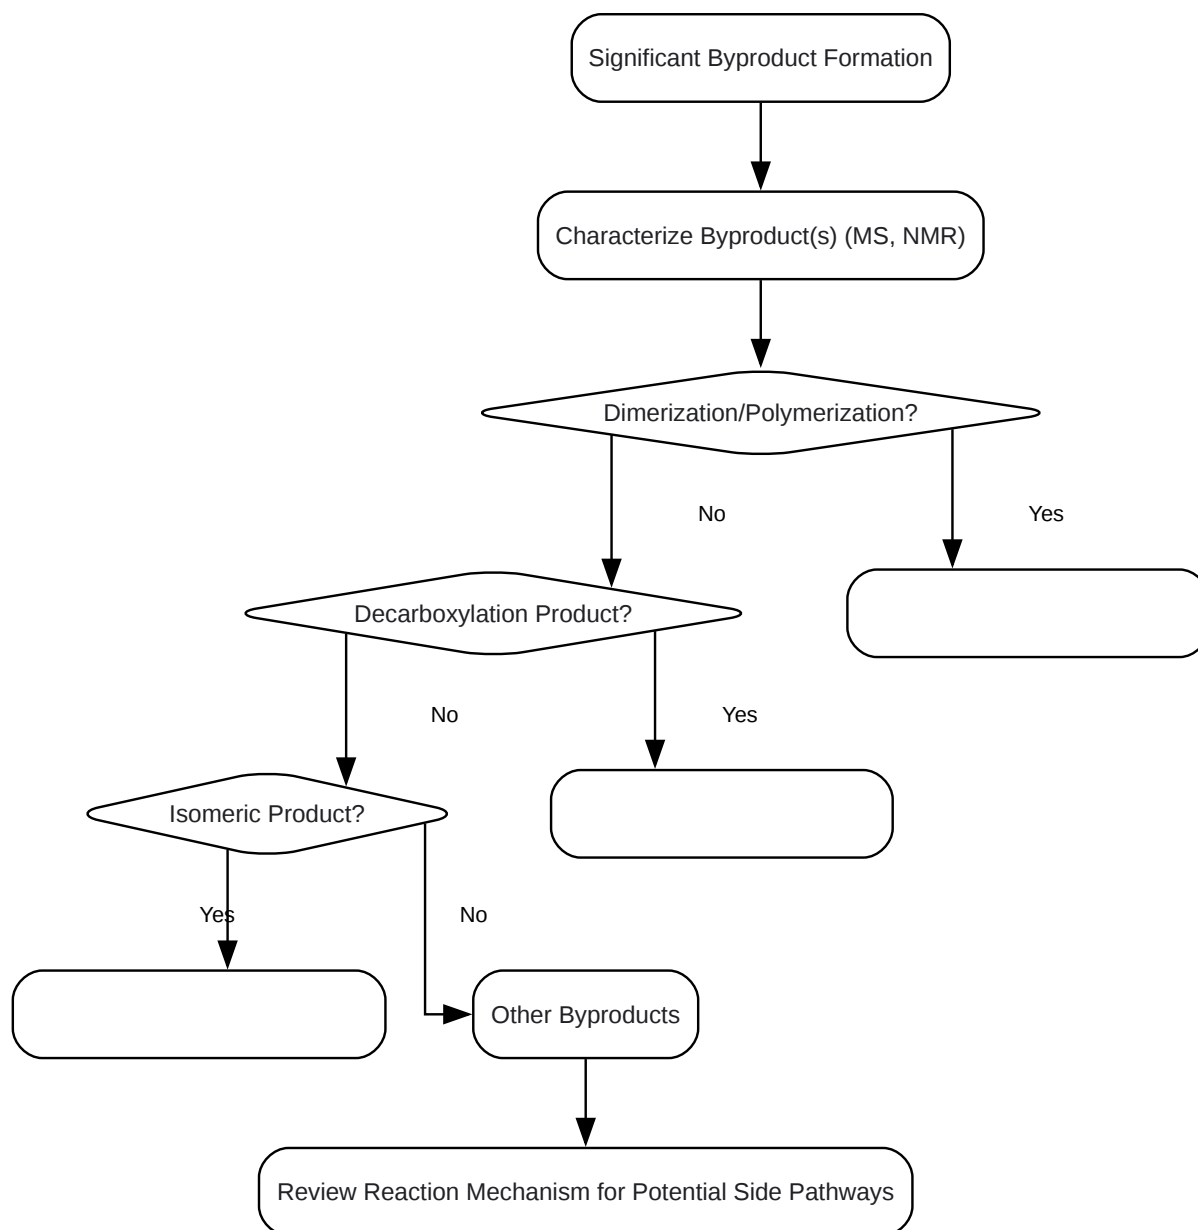 Significant Byproduct Formation
Characterize Byproduct(s) (MS, NMR)
Dimerization/Polymerization?
No
Yes
Decarboxylation Product?
No
Yes
Isomeric Product?
Yes
No
Other Byproducts
Review Reaction Mechanism for Potential Side Pathways